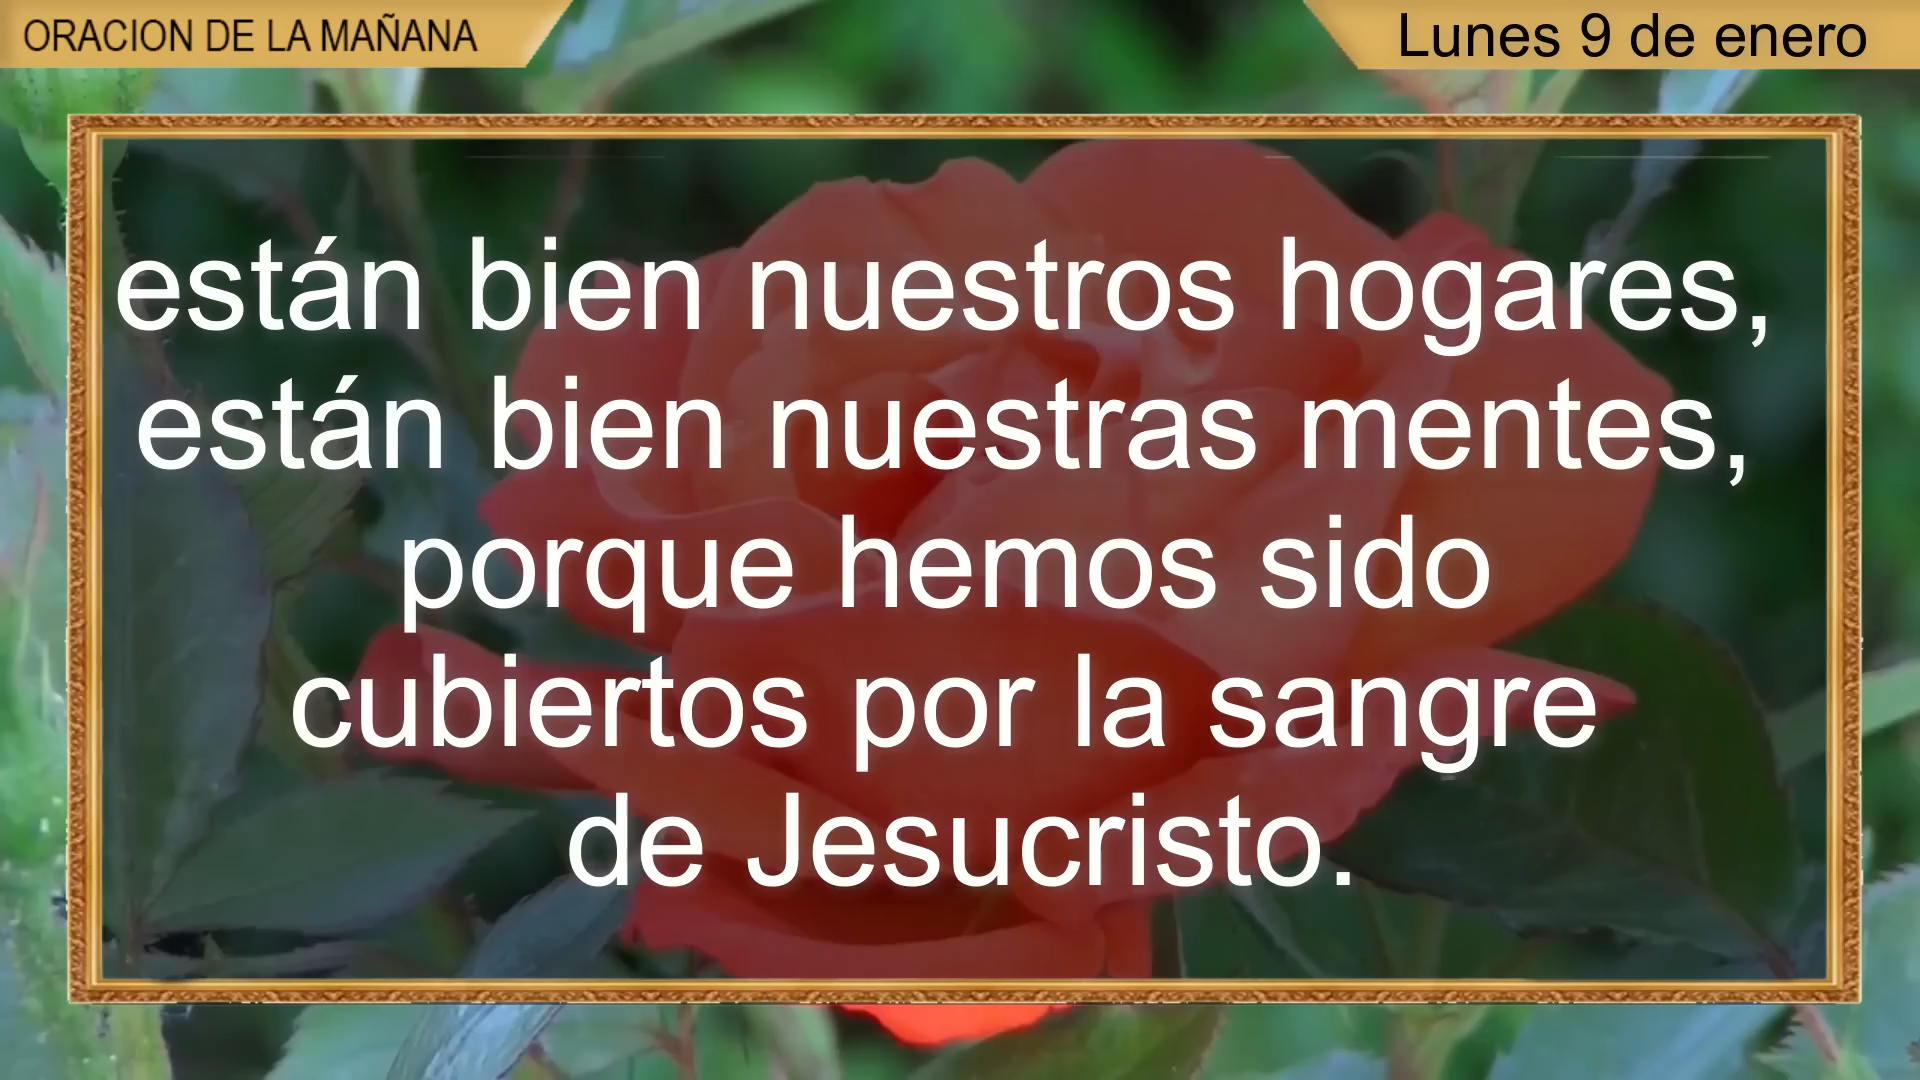 ORACION DE LA MAÑANA
Lunes 9 de enero
están bien nuestros hogares,
están bien nuestras mentes,
porque hemos sido
cubiertos por la sangre
de Jesucristo.